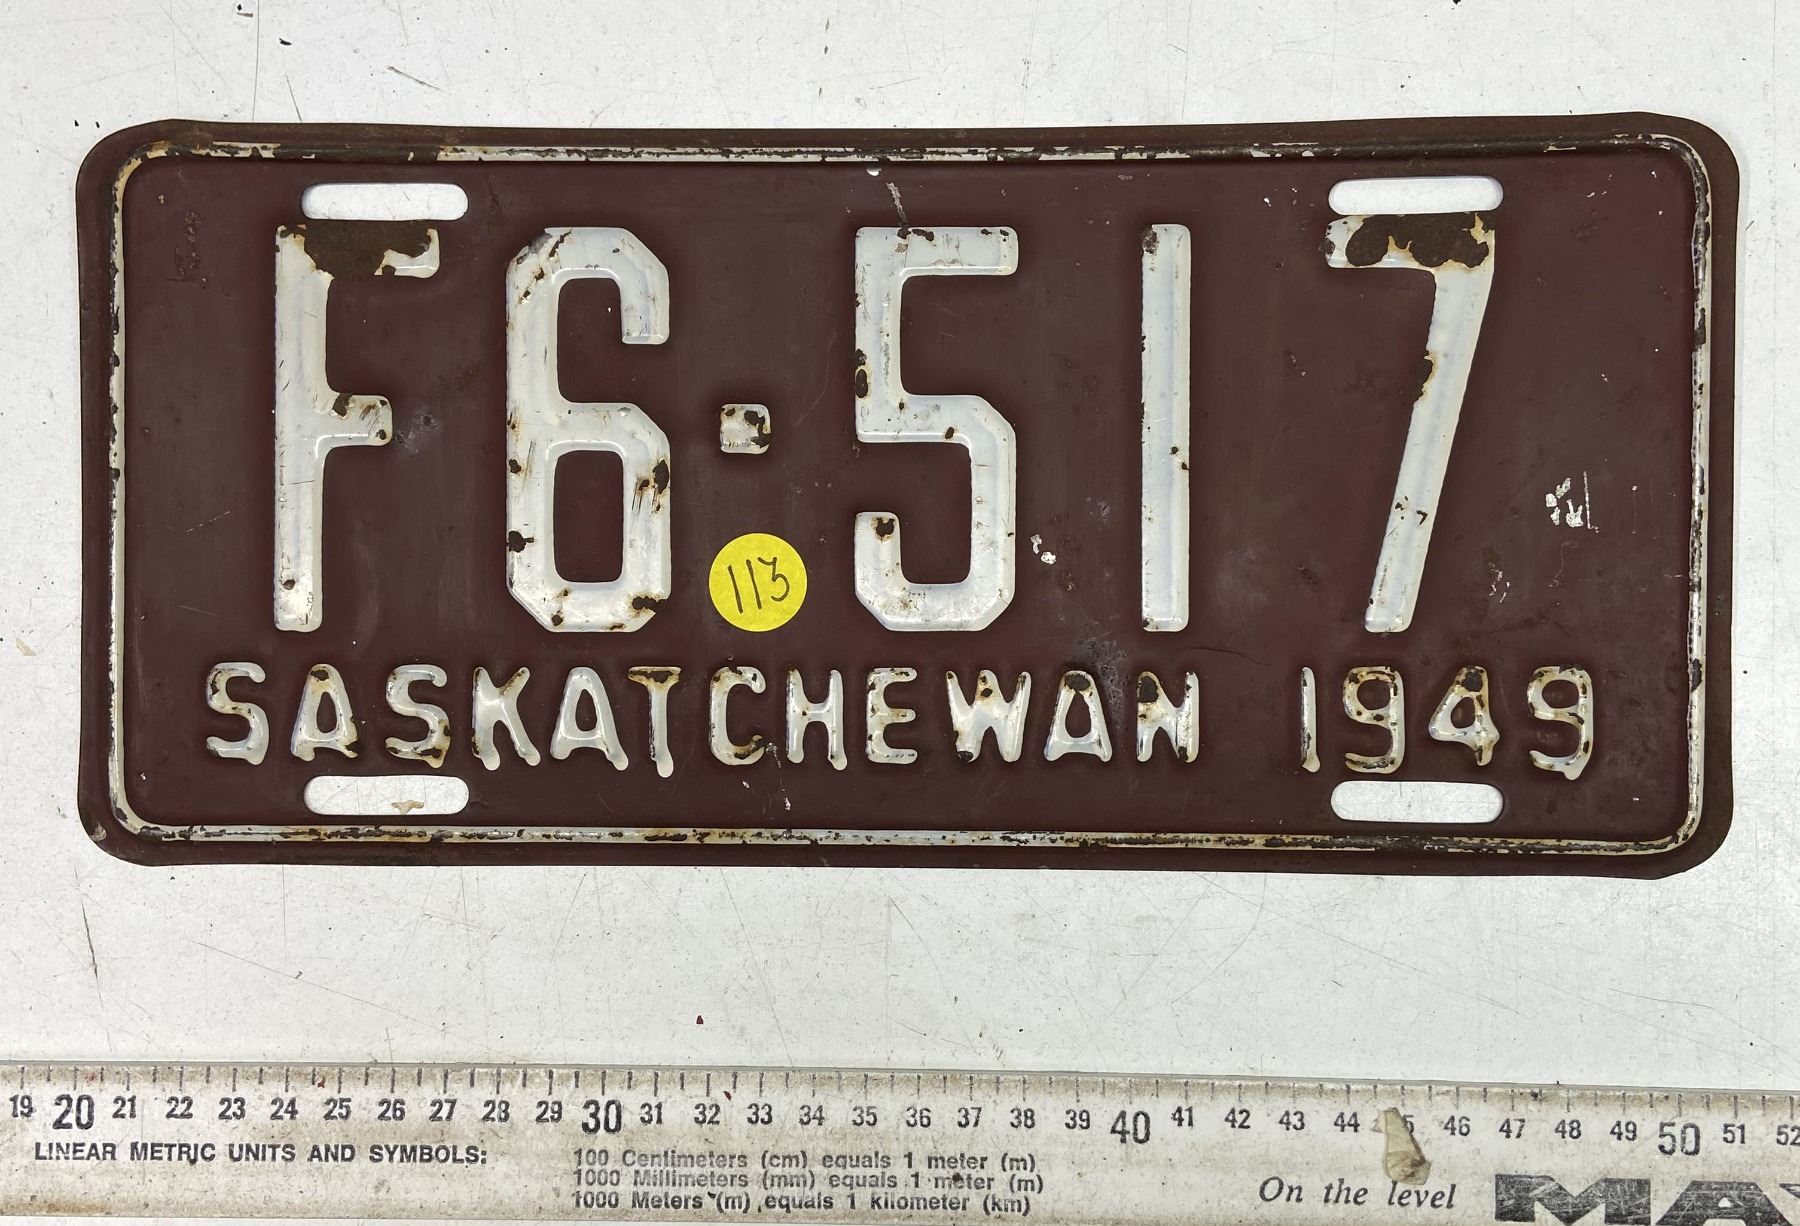 F6·517
113
SASKATCHEWAN 1949
19 20 21 22 23 24 25 26 27 28 29 30 31 32 33 34 35 36 37 38 39 40 41 42 43 44 46 47 48 49 50 51 52
LINEAR METRIC UNITS AND SYMBOLS:
100 Centimeters (cm) equals 1 meter (m)
1000 Millimeters (mm) equals 1 meter (m)
1000 Meters (m) equals 1 kilometer (km)
On the level